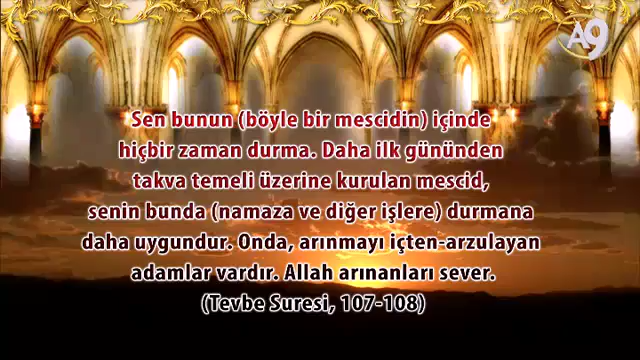 A9
Sen bunun (böyle bir mescidin) içinde
hiçbir zaman durma. Daha ilk gününden
takva temeli üzerine kurulan mescid,
senin bunda (namaza ve diğer işlere) durmana
daha uygundur. Onda, arınmayı içten-arzulayan
adamlar vardır. Allah arınanları sever.
(Tevbe Suresi, 107-108)